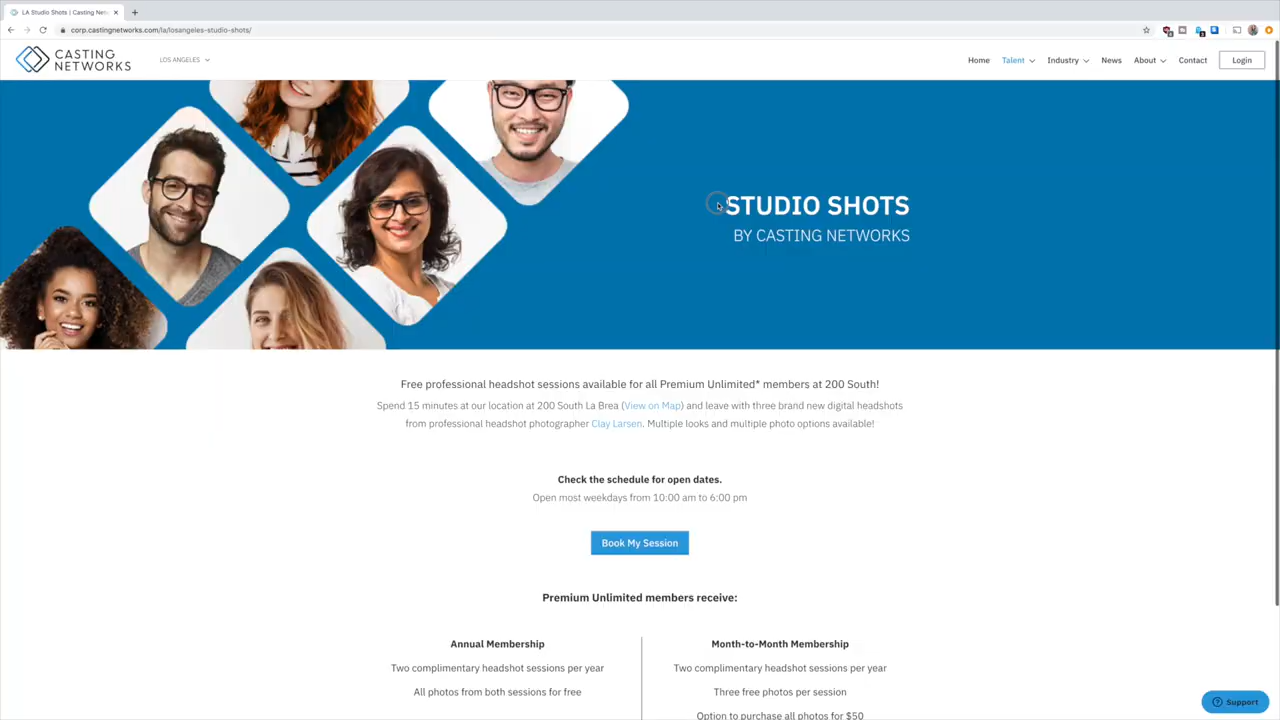 LA Studio Shots | Casting Netw
corp.castingnetworks.com/la/losangeles-studio-shots/
CASTING
NETWORKS
LOS ANGELES
Home
Talent
Industry
News
About
Contact
Login
STUDIO SHOTS
BY CASTING NETWORKS
Free professional headshot sessions available for all Premium Unlimited* members at 200 South!
Spend 15 minutes at our location at 200 South La Brea (View on Map) and leave with three brand new digital headshots
from professional headshot photographer Clay Larsen. Multiple looks and multiple photo options available!
Check the schedule for open dates.
Open most weekdays from 10:00 am to 6:00 pm
Book My Session
Premium Unlimited members receive:
Annual Membership
Two complimentary headshot sessions per year
All photos from both sessions for free
Month-to-Month Membership
Two complimentary headshot sessions per year
Three free photos per session
Option to purchase all photos for $50
Support